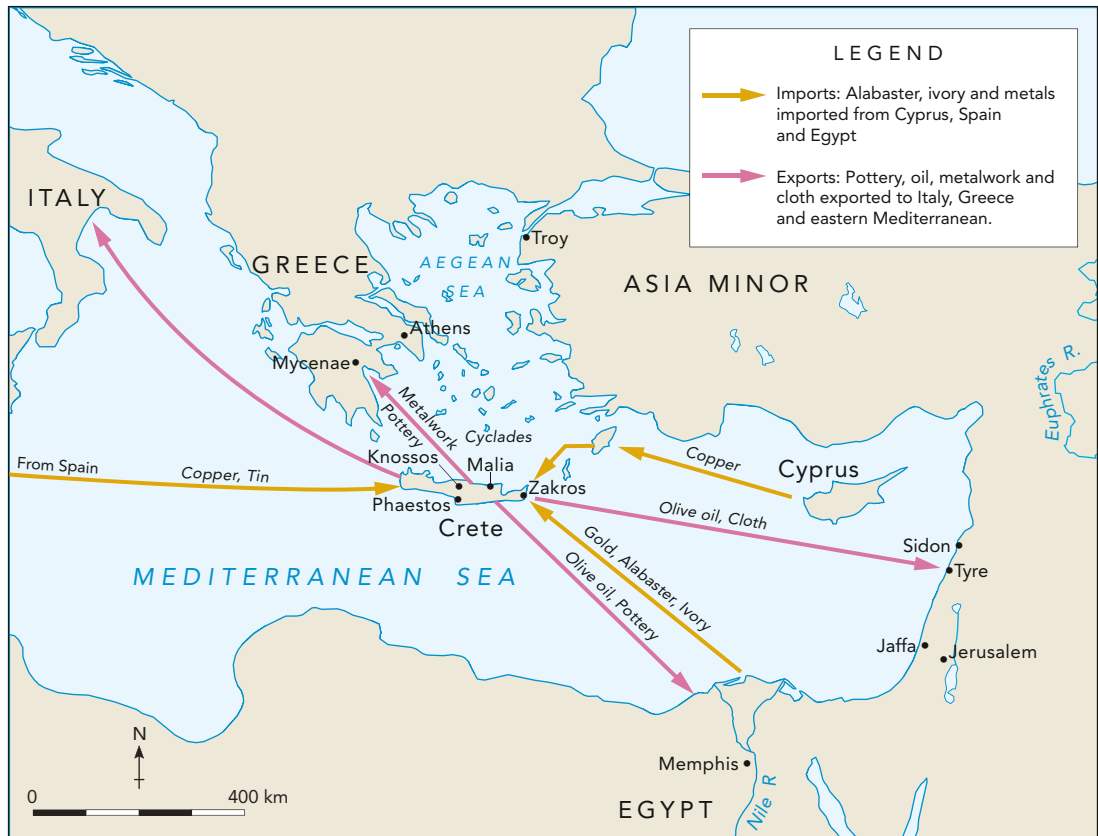 LEGEND
Imports: Alabaster, ivory and metals
imported from Cyprus, Spain
and Egypt
Exports: Pottery, oil, metalwork and
cloth exported to Italy, Greece
and eastern Mediterranean.
ITALY
Troy
GREECE
AEGEAN
SEA
ASIA MINOR
Athens
Mycenae
Euphrates R.
Metalwork
Pottery
Cyclades
Knossos
Malia
Copper
Cyprus
From Spain
Copper, Tin
Zakros
Phaestos
Crete
Olive oil, Cloth
Gold, Alabaster, Ivory
Olive oil, Pottery
Sidon
Tyre
MEDITERRANEAN SEA
Jaffa
Jerusalem
N
Memphis
0 400 km
EGYPT
Nile R